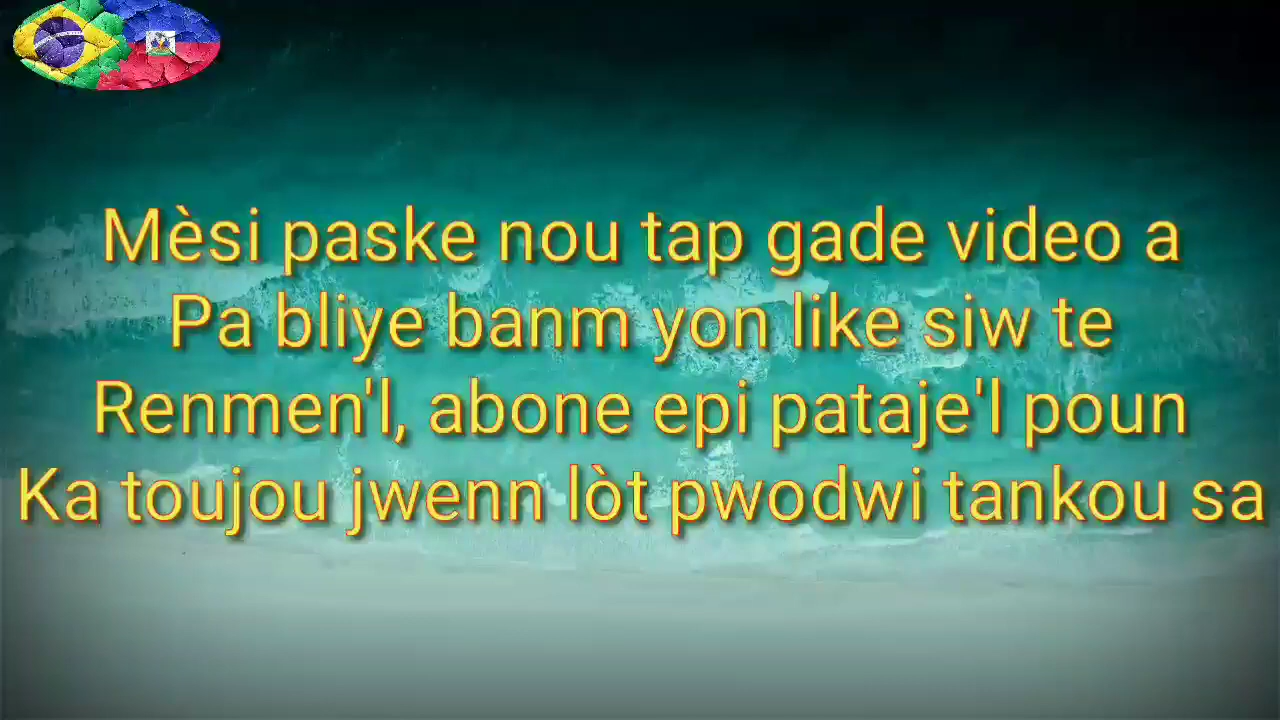 Mèsi paske nou tap gade video a
Pa bliye banm yon like siw te
Renmen'l, abone epi pataje'l poun
Ka toujou jwenn lòt pwodwi tankou sa